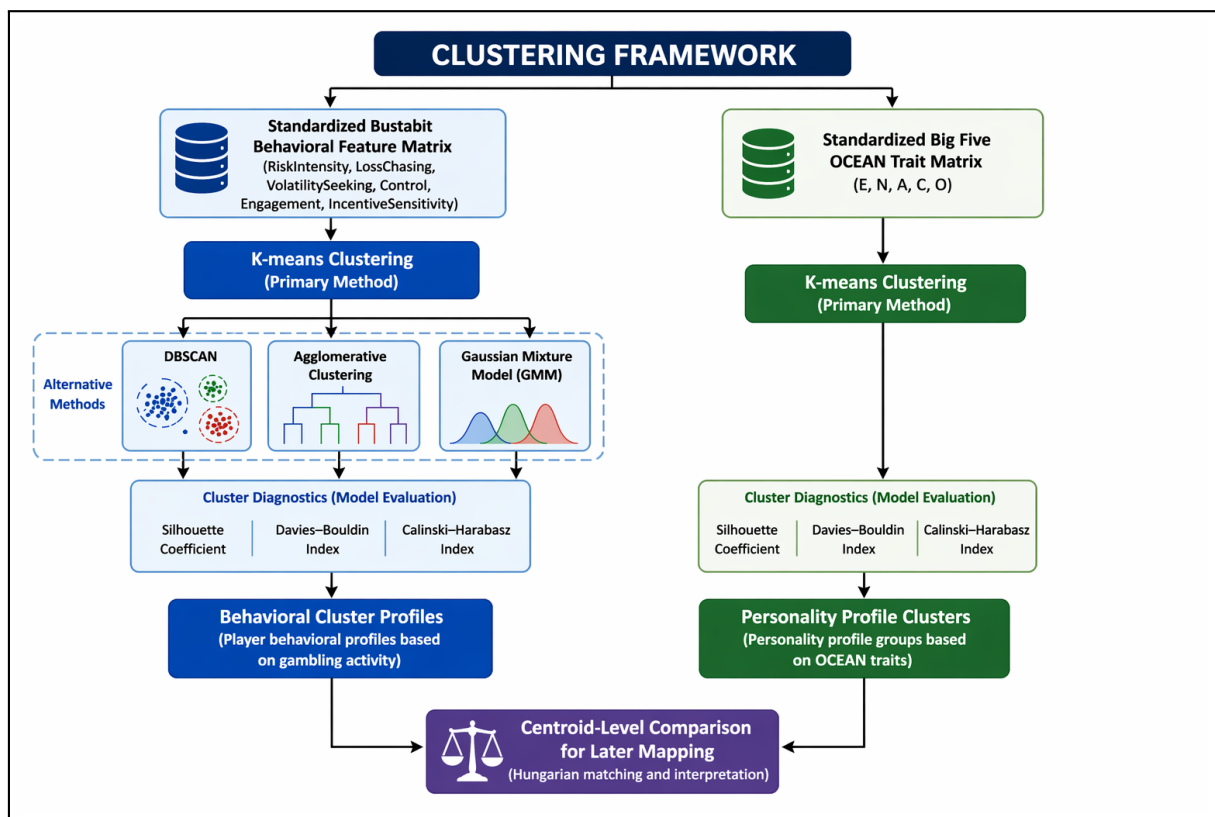 CLUSTERING FRAMEWORK
Standardized Bustabit
Behavioral Feature Matrix
(RiskIntensity, LossChasing,
VolatilitySeeking, Control,
Engagement, IncentiveSensitivity)
K-means Clustering
(Primary Method)
Alternative
Methods
DBSCAN
Agglomerative
Clustering
Gaussian Mixture
Model (GMM)
Cluster Diagnostics (Model Evaluation)
Silhouette
Coefficient
Davies–Bouldin
Index
Calinski–Harabasz
Index
Behavioral Cluster Profiles
(Player behavioral profiles based
on gambling activity)
Standardized Big Five
OCEAN Trait Matrix
(E, N, A, C, O)
K-means Clustering
(Primary Method)
Cluster Diagnostics (Model Evaluation)
Silhouette
Coefficient
Davies–Bouldin
Index
Calinski–Harabasz
Index
Personality Profile Clusters
(Personality profile groups based
on OCEAN traits)
Centroid-Level Comparison
for Later Mapping
(Hungarian matching and interpretation)